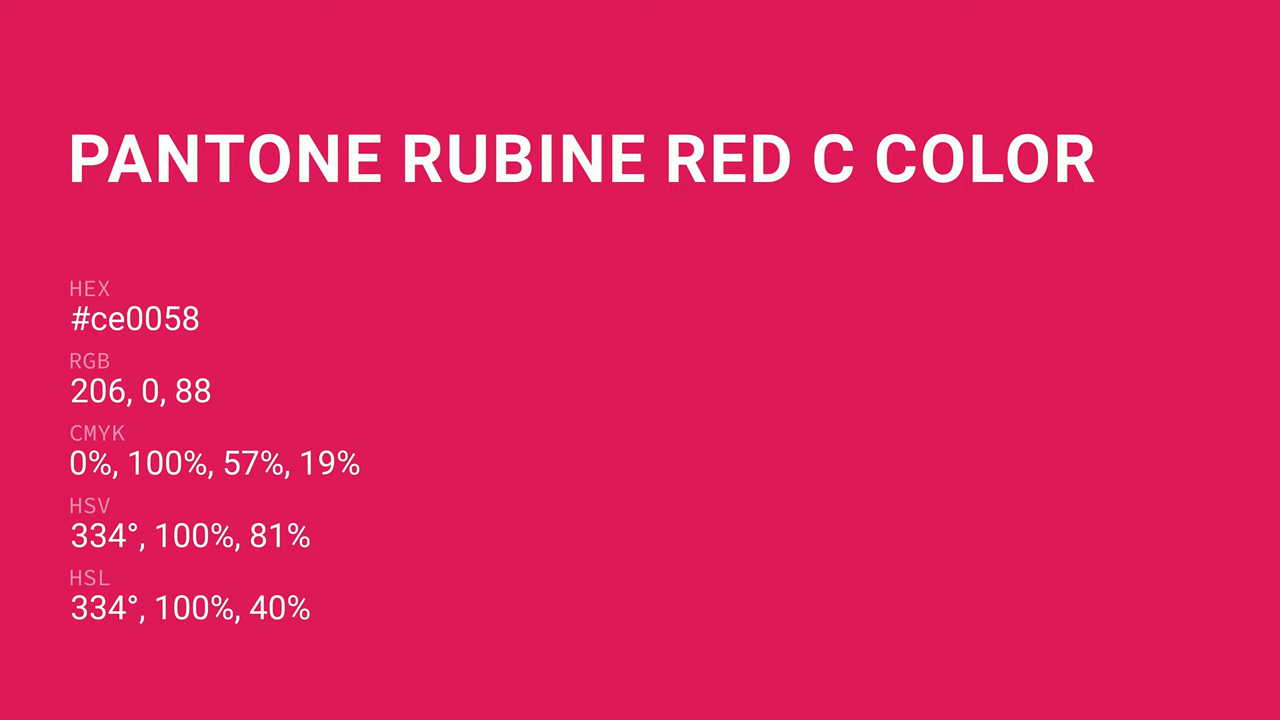 PANTONE RUBINE RED C COLOR
HEX
#ce0058
RGB
206, 0, 88
CMYK
0%, 100%, 57%, 19%
HSV
334°, 100%, 81%
HSL
334°, 100%, 40%